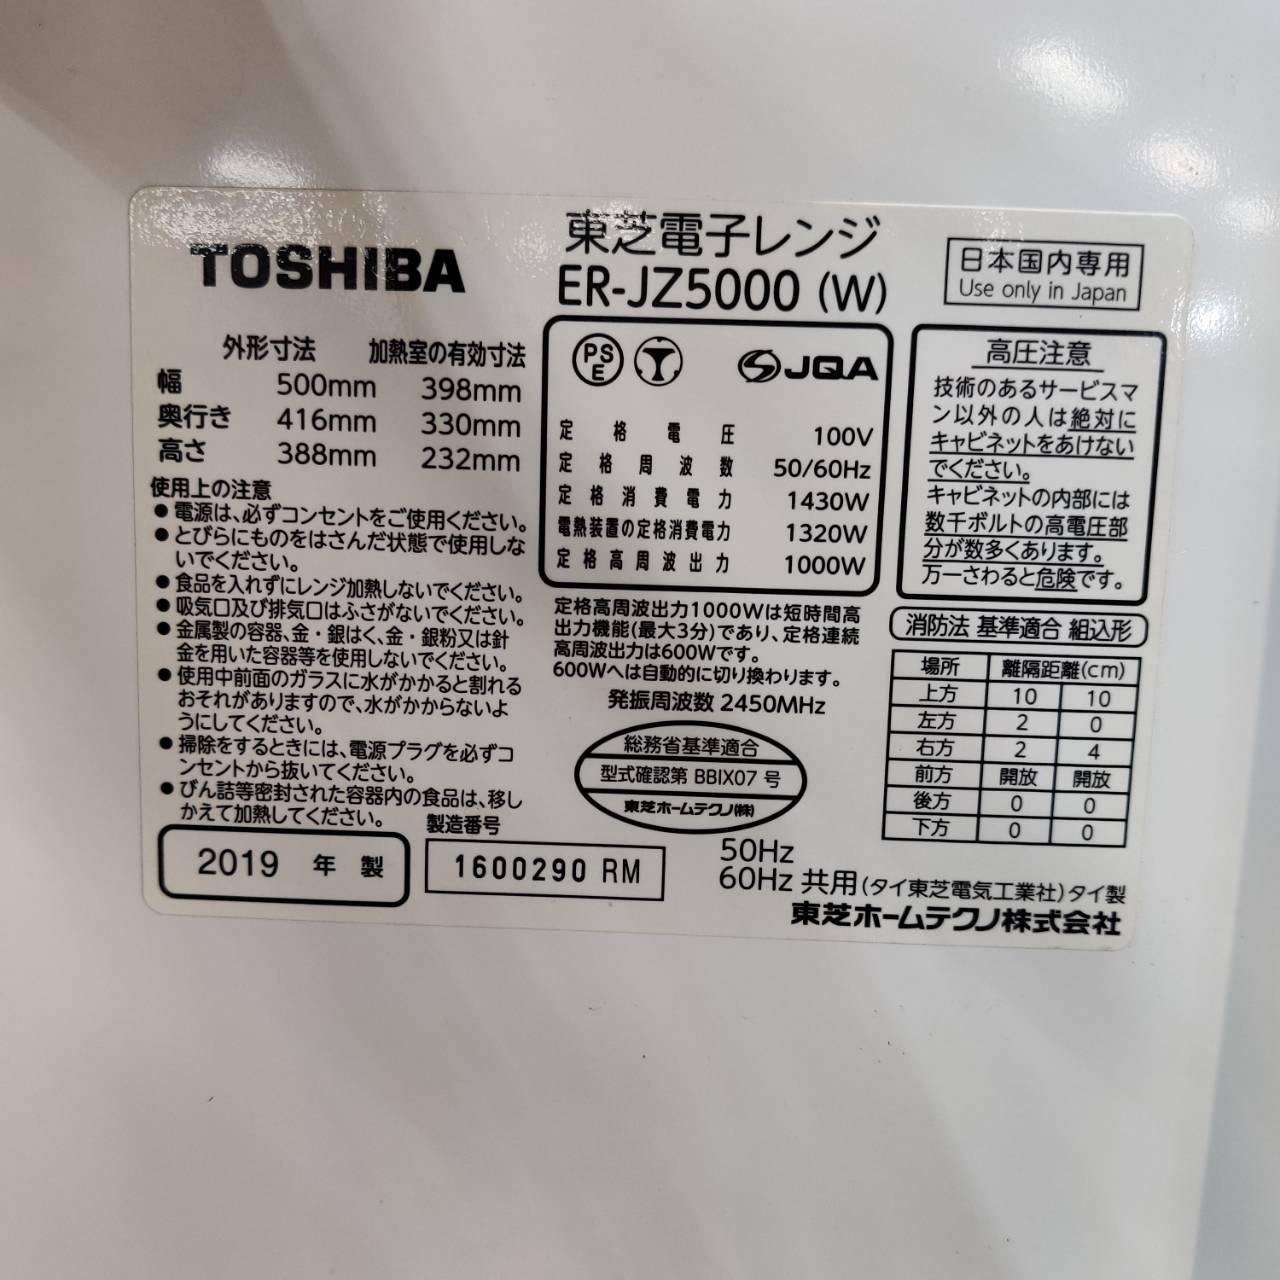 TOSHIBA
東芝電子レンジ
ER-JZ5000 (W)
日本国内専用
Use only in Japan
外形寸法 加熱室の有効寸法
幅 500mm 398mm
奥行き 416mm 330mm
高さ 388mm 232mm
使用上の注意
●電源は、必ずコンセントをご使用ください。
●とびらにものをはさんだ状態で使用しな
いでください。
●食品を入れずにレンジ加熱しないでください。
●吸気口及び排気口はふさがないでください。
●金属製の容器、金・銀はく、金・銀粉又は針
金を用いた容器等を使用しないでください。
●使用中前面のガラスに水がかかると割れる
おそれがありますので、水がかからないよ
うにしてください。
●掃除をするときには、電源プラグを必ずコ
ンセントから抜いてください。
●びん詰等密封された容器内の食品は、移し
かえて加熱してください。
製造番号
2019 年 製
1600290 RM
PS
E
JQA
定格電圧 100V
定格周波数 50/60Hz
定格消費電力 1430W
電熱装置の定格消費電力 1320W
定格高周波出力 1000W
定格高周波出力1000Wは短時間高
出力機能(最大3分)であり、定格連続
高周波出力は600Wです。
600Wへは自動的に切り換わります。
発振周波数 2450MHz
総務省基準適合
型式確認第 BBIX07 号
東芝ホームテクノ(株)
高圧注意
技術のあるサービスマ
ン以外の人は絶対に
キャビネットをあけない
でください。
キャビネットの内部には
数千ボルトの高電圧部
分が数多くあります。
万一さわると危険です。
消防法 基準適合 組込形
場所 離隔距離(cm)
上方 10 10
左方 2 0
右方 2 4
前方 開放 開放
後方 0 0
下方 0 0
50Hz
60Hz 共用(タイ東芝電気工業社)タイ製
東芝ホームテクノ株式会社